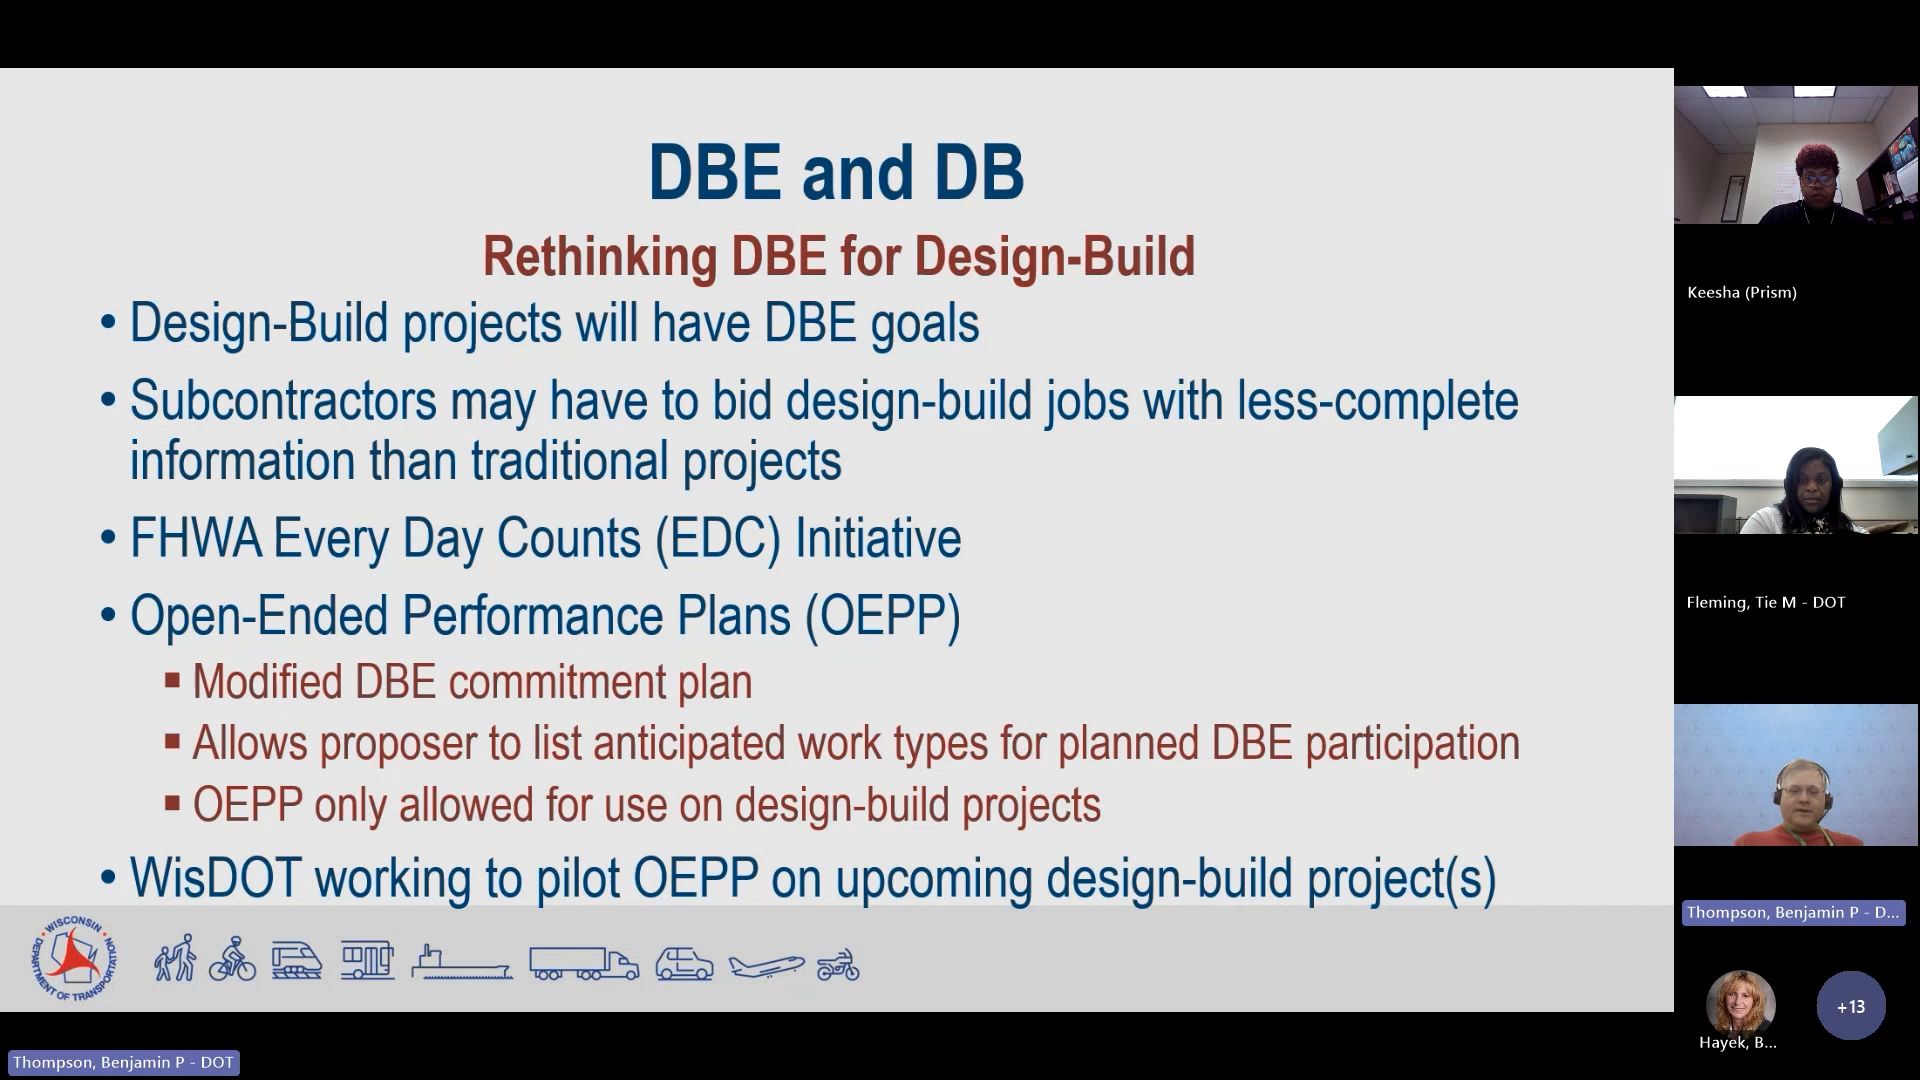 DBE and DB
Rethinking DBE for Design-Build
• Design-Build projects will have DBE goals
• Subcontractors may have to bid design-build jobs with less-complete
information than traditional projects
• FHWA Every Day Counts (EDC) Initiative
• Open-Ended Performance Plans (OEPP)
▪ Modified DBE commitment plan
▪ Allows proposer to list anticipated work types for planned DBE participation
▪ OEPP only allowed for use on design-build projects
• WisDOT working to pilot OEPP on upcoming design-build project(s)
WISCONSIN
DEPARTMENT OF TRANSPORTATION
Thompson, Benjamin P - DOT
Keesha (Prism)
Fleming, Tie M - DOT
Thompson, Benjamin P - D...
Hayek, B...
+13